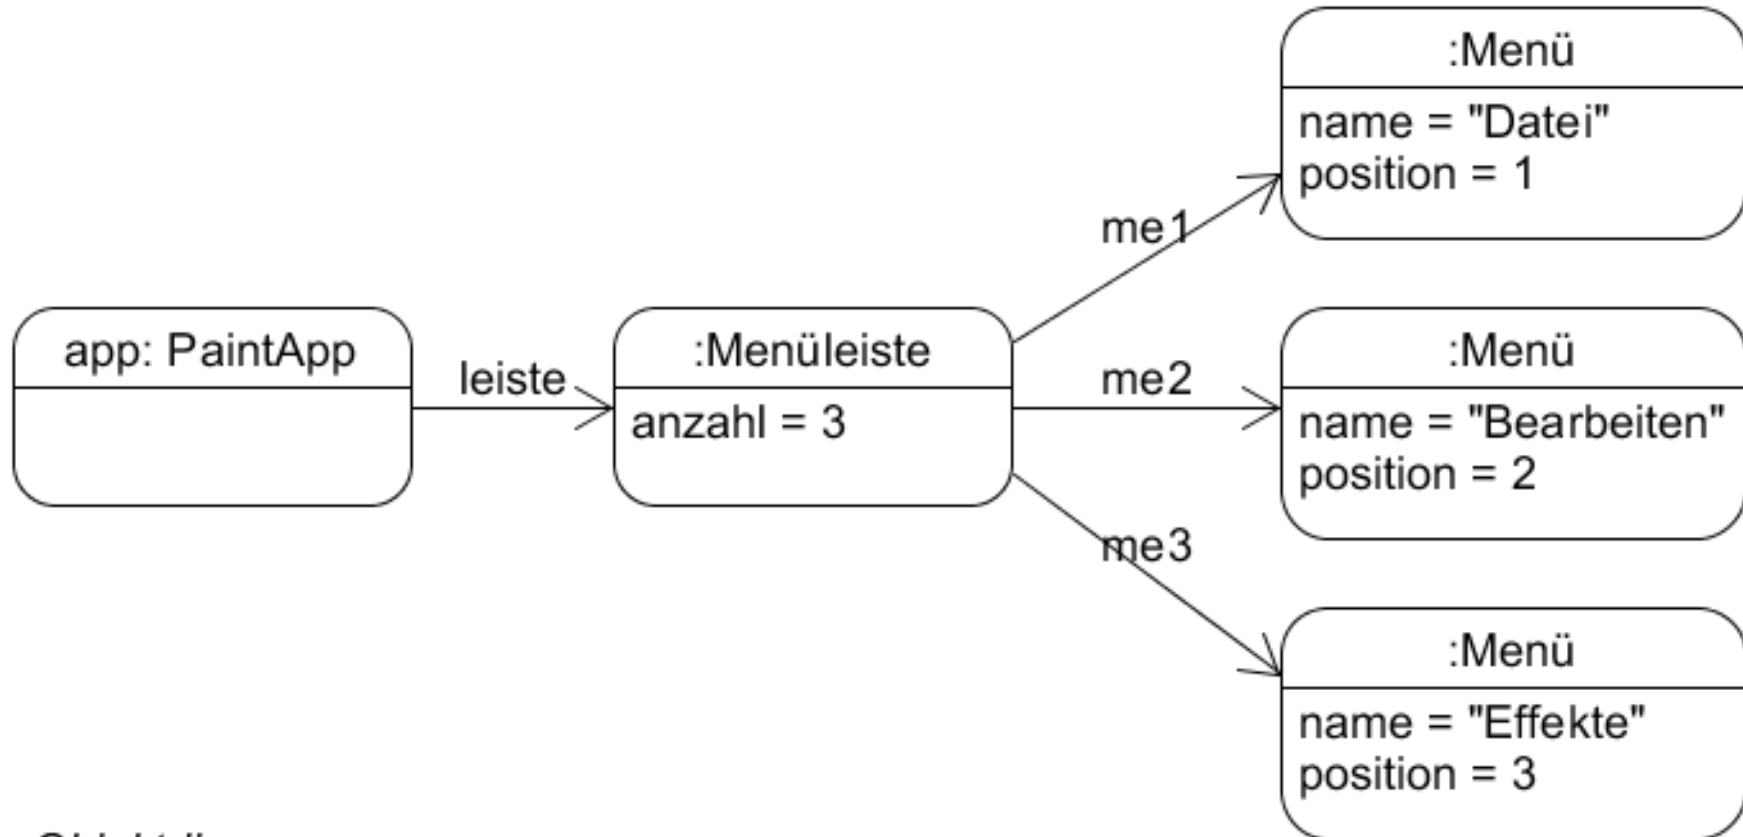 :Menü
name = "Datei"
position = 1
me1
app: PaintApp
leiste
:Menüleiste
anzahl = 3
me2
:Menü
name = "Bearbeiten"
position = 2
me3
:Menü
name = "Effekte"
position = 3